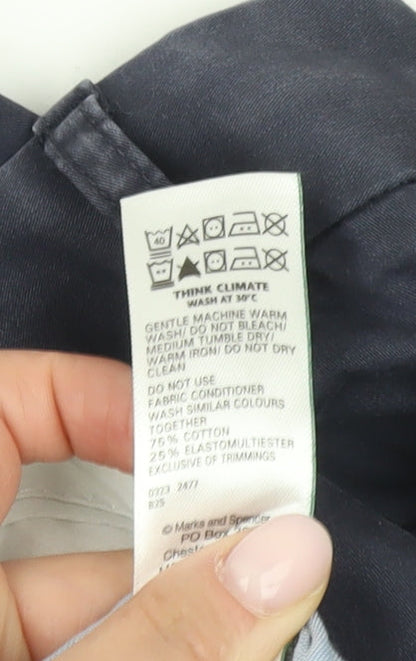 40
THINK CLIMATE
WASH AT 30°C
GENTLE MACHINE WARM
WASH/ DO NOT BLEACH/
MEDIUM TUMBLE DRY/
WARM IRON/ DO NOT DRY
CLEAN
DO NOT USE
FABRIC CONDITIONER
WASH SIMILAR COLOURS
TOGETHER
75% COTTON
25% ELASTOMULTIESTER
EXCLUSIVE OF TRIMMINGS
0323 2477
B25
© Marks and Spencer
PO Box